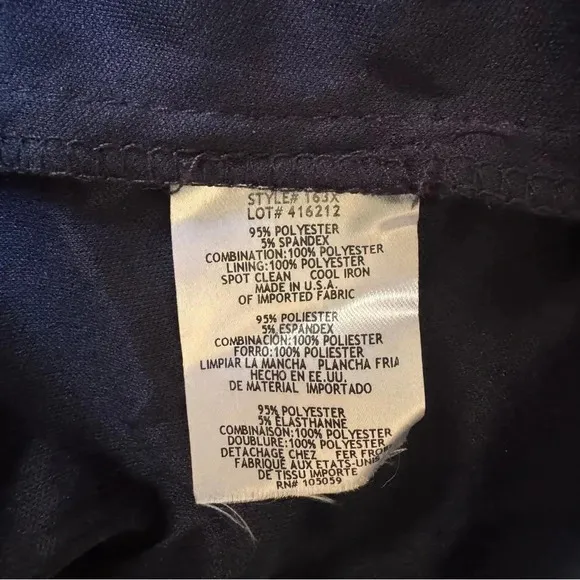 STYLE# 163X
LOT# 416212
95% POLYESTER
5% SPANDEX
COMBINATION:100% POLYESTER
LINING:100% POLYESTER
SPOT CLEAN COOL IRON
MADE IN U.S.A.
OF IMPORTED FABRIC
95% POLIESTER
5% ESPANDEX
COMBINACION:100% POLIESTER
FORRO:100% POLIESTER
LIMPIAR LA MANCHA PLANCHA FRIA
HECHO EN EE.UU.
DE MATERIAL IMPORTADO
95% POLYESTER
5% ELASTHANNE
COMBINAISON:100% POLYESTER
DOUBLURE:100% POLYESTER
DETACHAGE CHEZ FER FRO
FABRIQUE AUX ETATS-UNIS
DE TISSU IMPORTE
RN# 105059